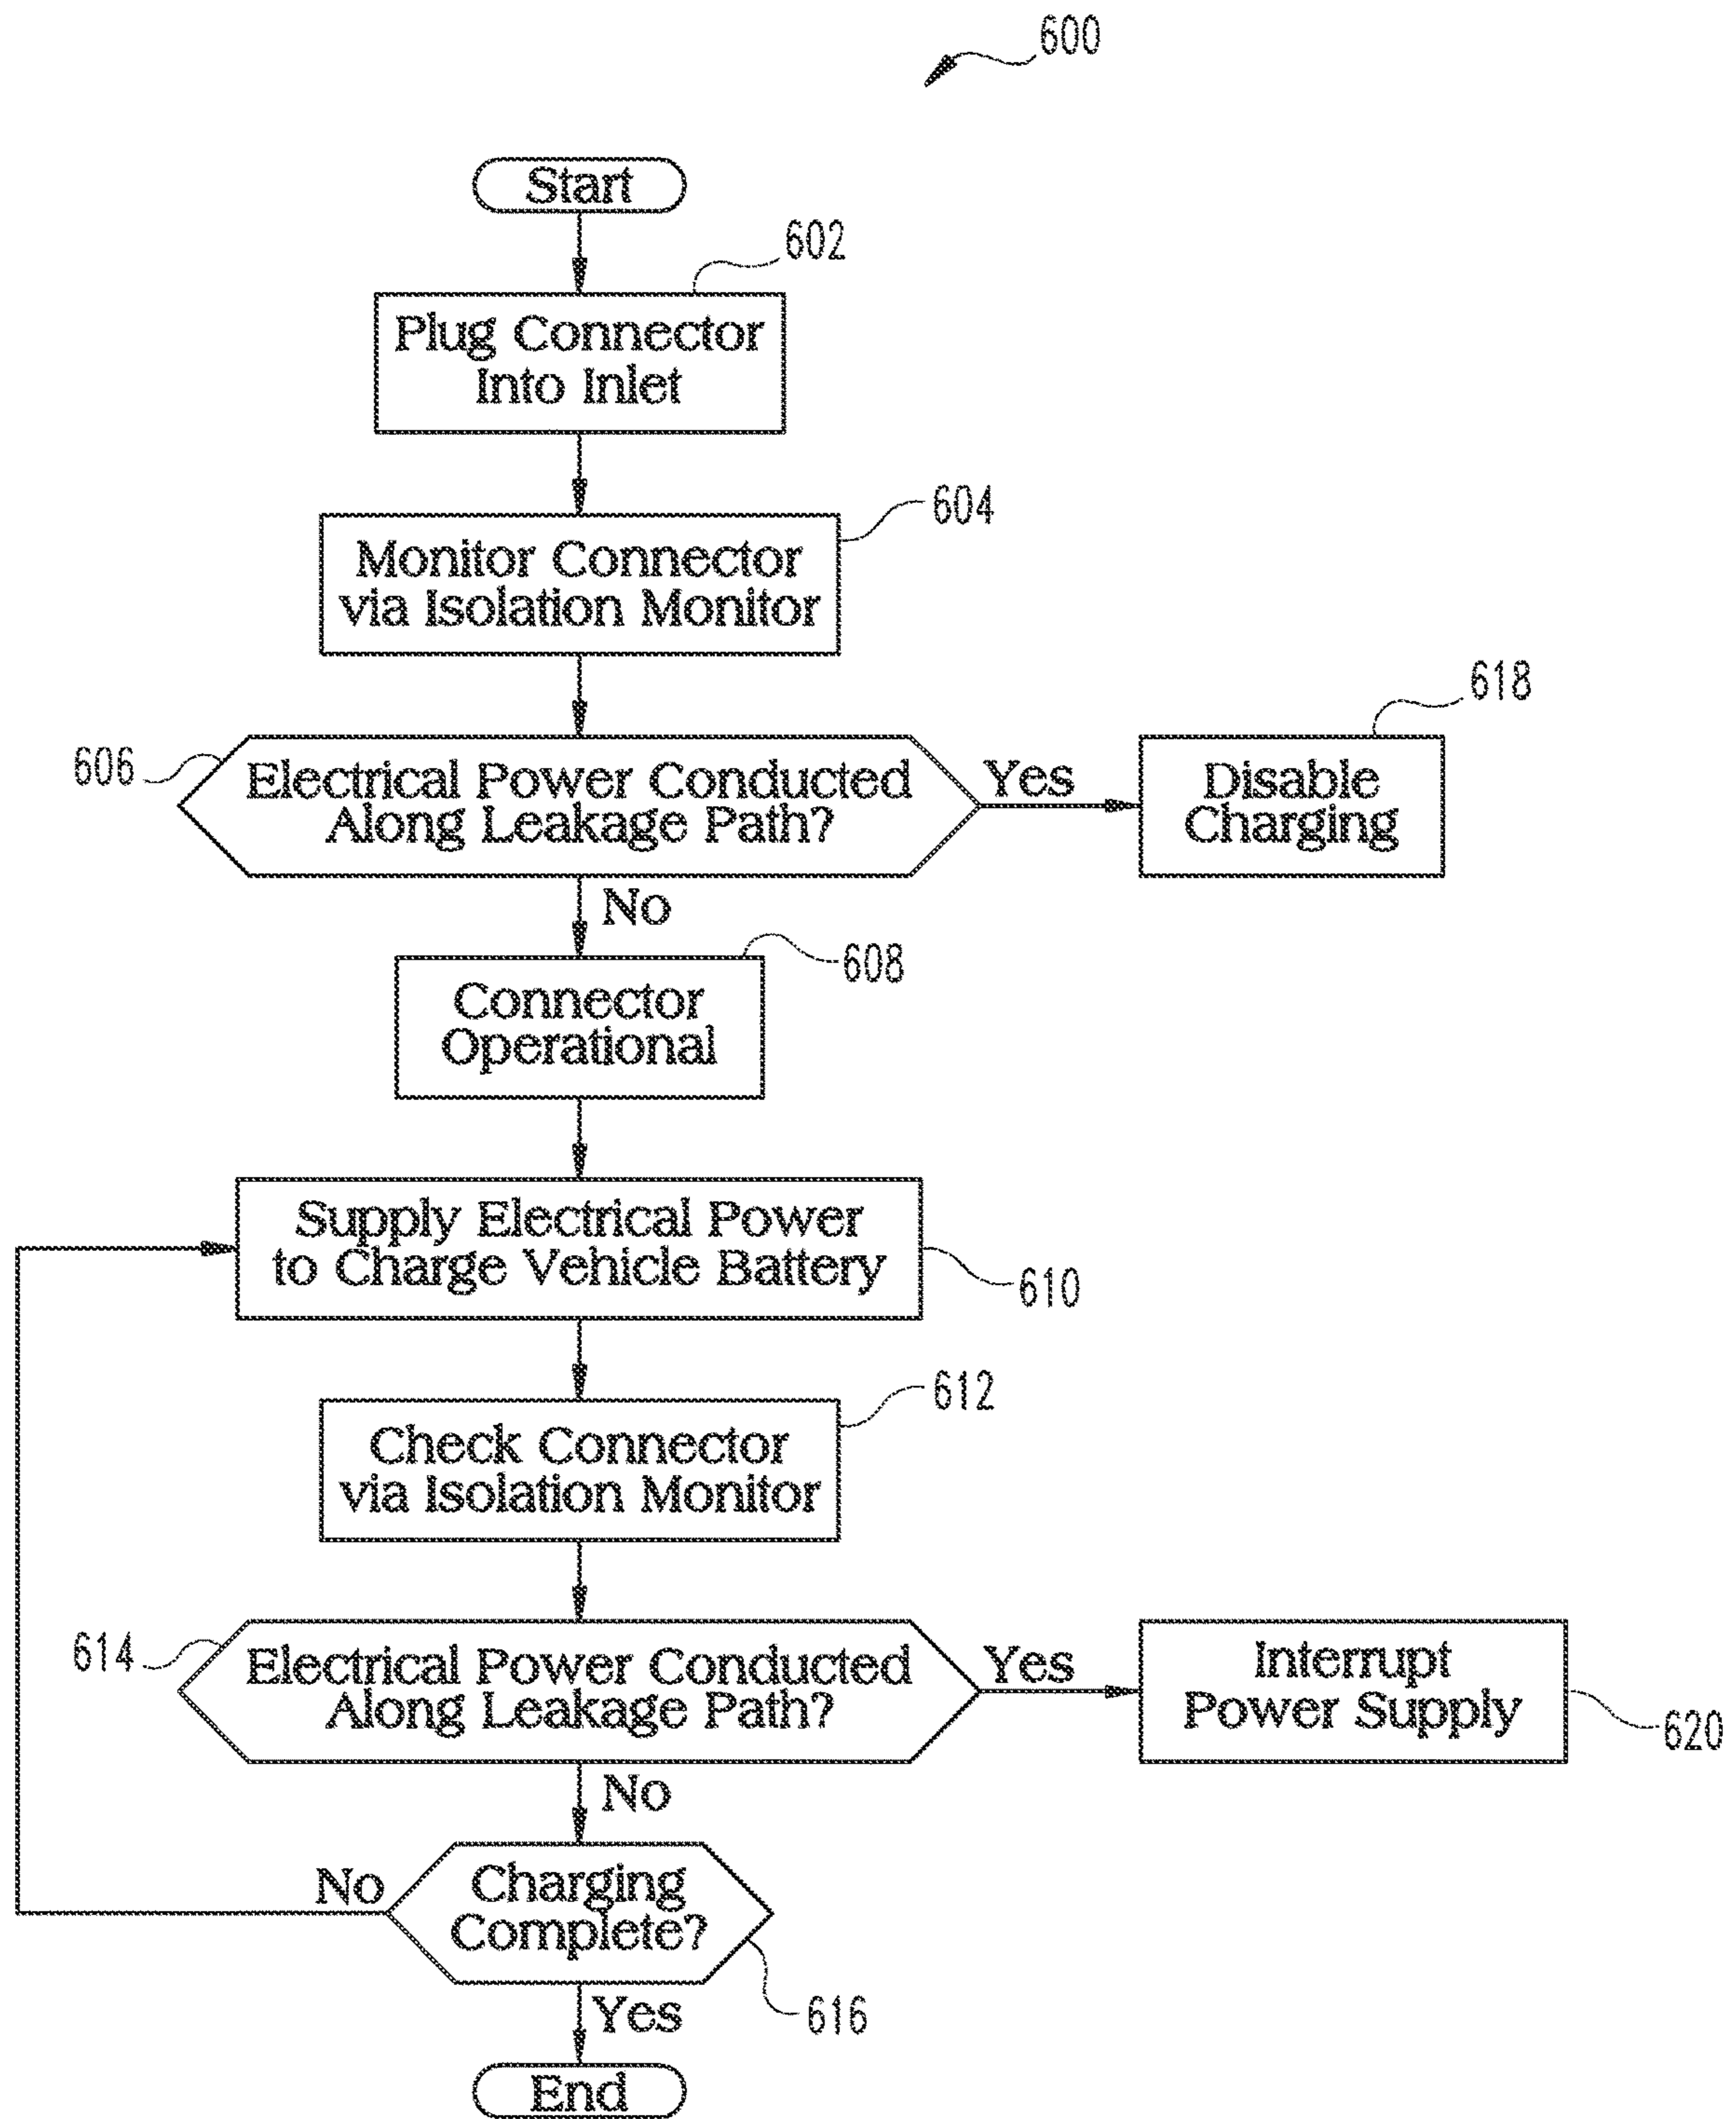 600
Start
602
Plug Connector
Into Inlet
604
Monitor Connector
via Isolation Monitor
618
606
Electrical Power Conducted
Along Leakage Path?
Yes
Disable
Charging
No
608
Connector
Operational
Supply Electrical Power
to Charge Vehicle Battery
610
612
Check Connector
via Isolation Monitor
614
Electrical Power Conducted
Along Leakage Path?
Yes
Interrupt
Power Supply
620
No
No
Charging
Complete?
616
Yes
End